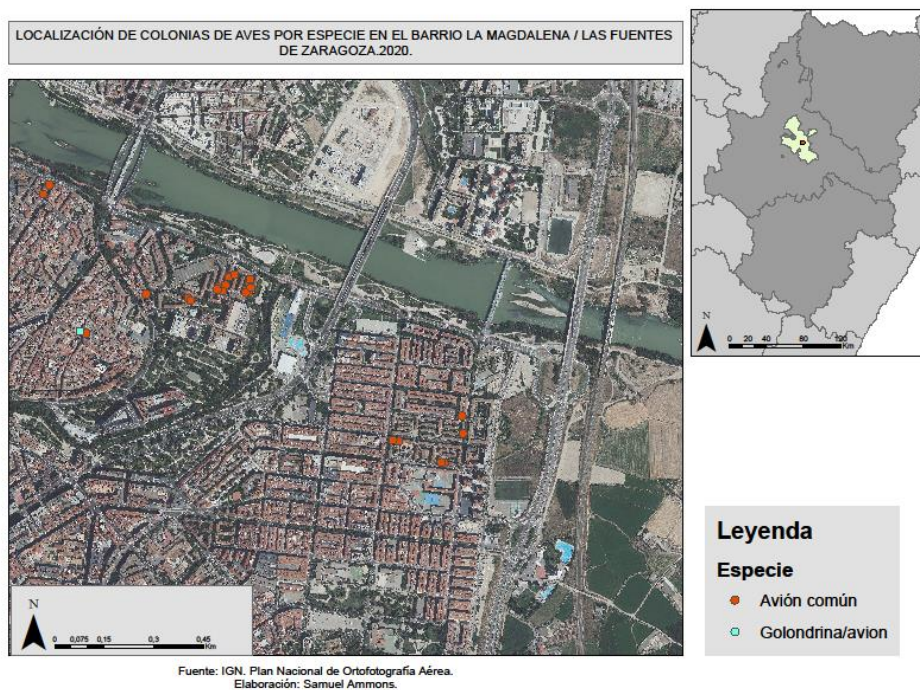 LOCALIZACIÓN DE COLONIAS DE AVES POR ESPECIE EN EL BARRIO LA MAGDALENA / LAS FUENTES
DE ZARAGOZA.2020.
N
0 20 40 60 80 120
Km
Leyenda
Especie
Avión común
Golondrina/avion
N
0 0,075 0,15 0,3 0,45
Km
Fuente: IGN. Plan Nacional de Ortofotografía Aérea.
Elaboración: Samuel Ammons.